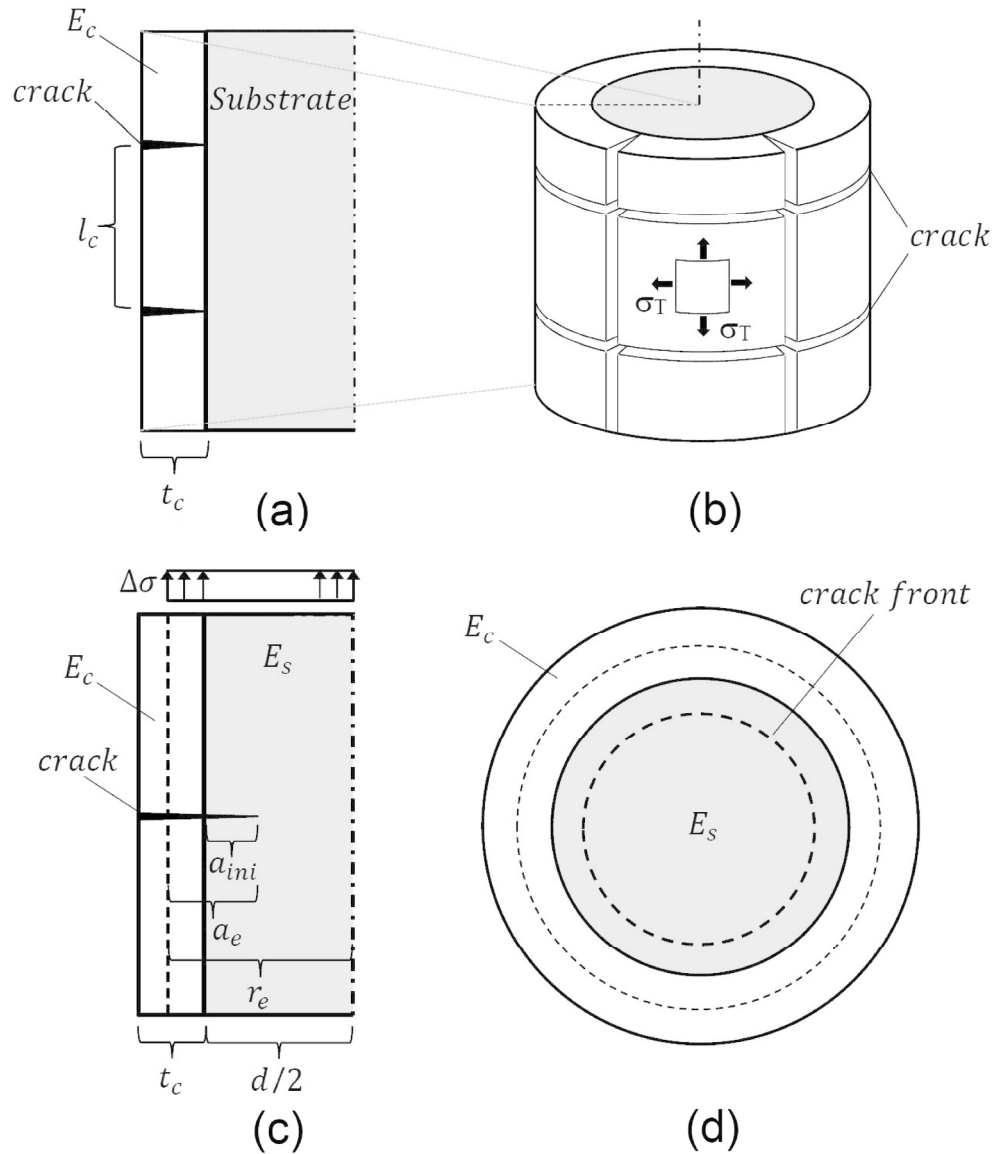 E_c
crack
Substrate
l_c
t_c
(a)
crack
σ_T
σ_T
(b)
Δσ
E_c
E_s
crack
a_ini
a_e
r_e
t_c
d/2
(c)
crack front
E_c
E_s
(d)